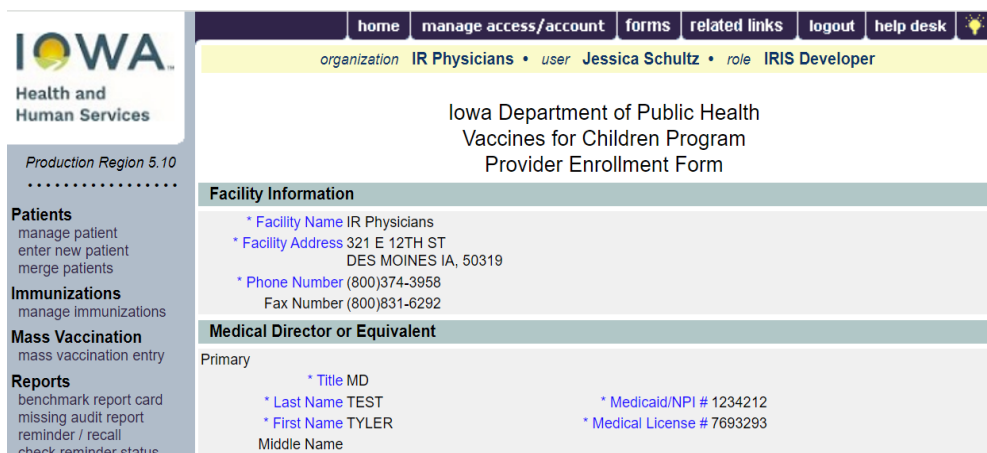 home manage access/account forms related links logout help desk
organization IR Physicians • user Jessica Schultz • role IRIS Developer
IOWA
Health and
Human Services
Production Region 5.10
Patients
manage patient
enter new patient
merge patients
Immunizations
manage immunizations
Mass Vaccination
mass vaccination entry
Reports
benchmark report card
missing audit report
reminder / recall
check reminder status
Iowa Department of Public Health
Vaccines for Children Program
Provider Enrollment Form
Facility Information
* Facility Name IR Physicians
* Facility Address 321 E 12TH ST
DES MOINES IA, 50319
* Phone Number (800)374-3958
Fax Number (800)831-6292
Medical Director or Equivalent
Primary
* Title MD
* Last Name TEST * Medicaid/NPI # 1234212
* First Name TYLER * Medical License # 7693293
Middle Name